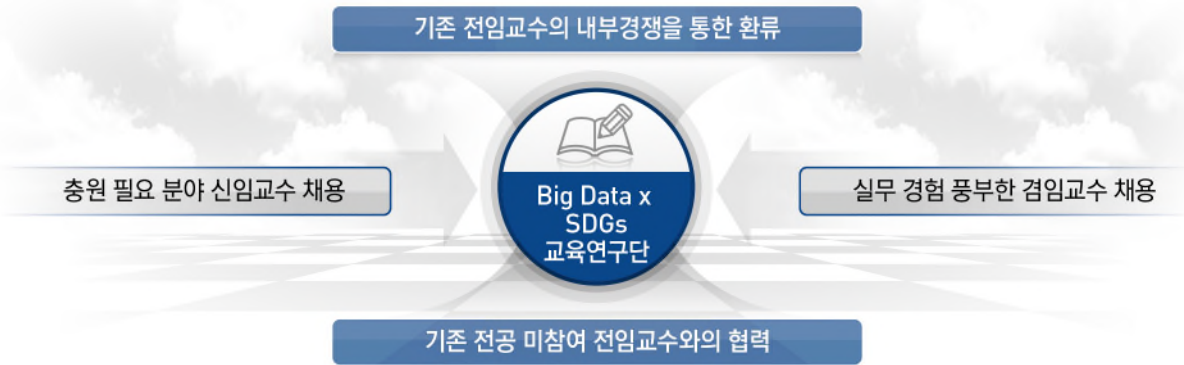 기존 전임교수의 내부경쟁을 통한 환류
충원 필요 분야 신임교수 채용
Big Data x
SDGs
교육연구단
실무 경험 풍부한 겸임교수 채용
기존 전공 미참여 전임교수와의 협력